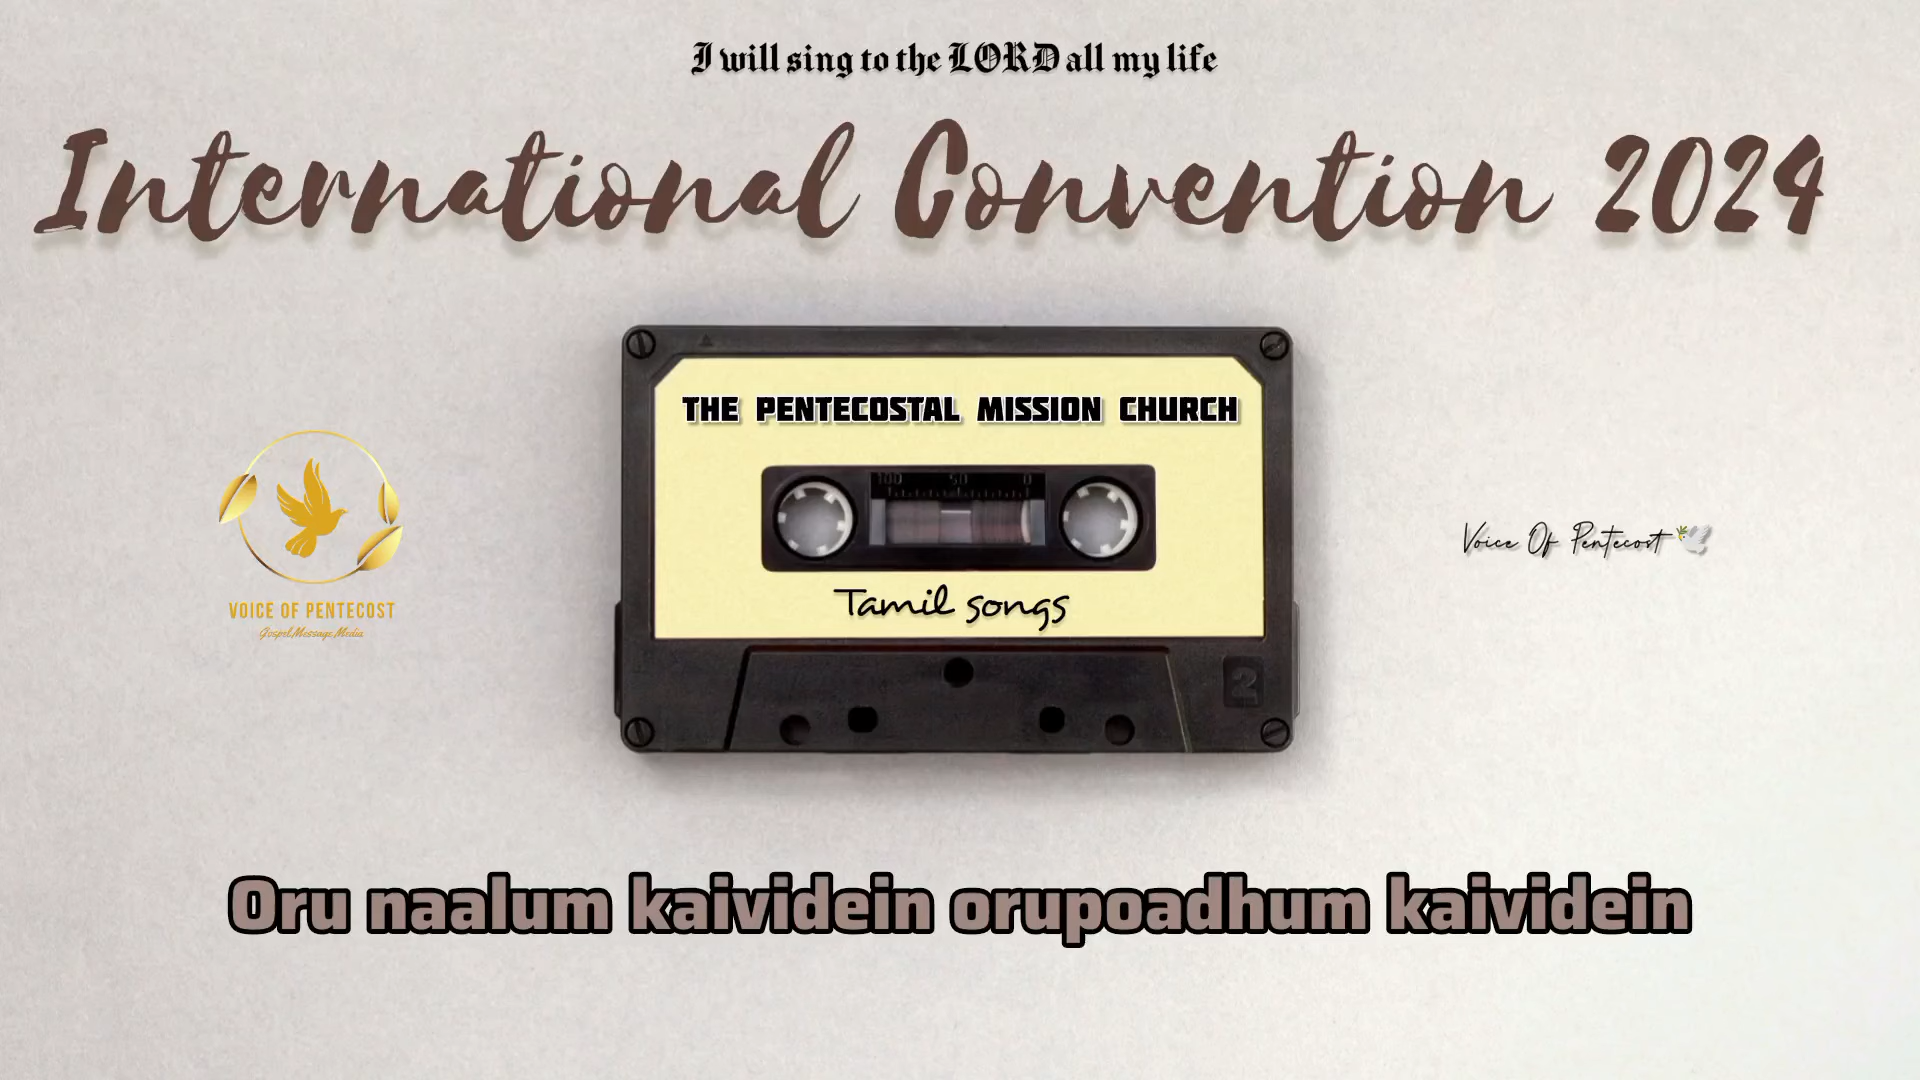 I will sing to the LORD all my life
International Convention 2024
THE PENTECOSTAL MISSION CHURCH
100 50 0
Tamil songs
2
VOICE OF PENTECOST
Gospel Message Media
Voice Of Pentecost
Oru naalum kaividein orupoadhum kaividein